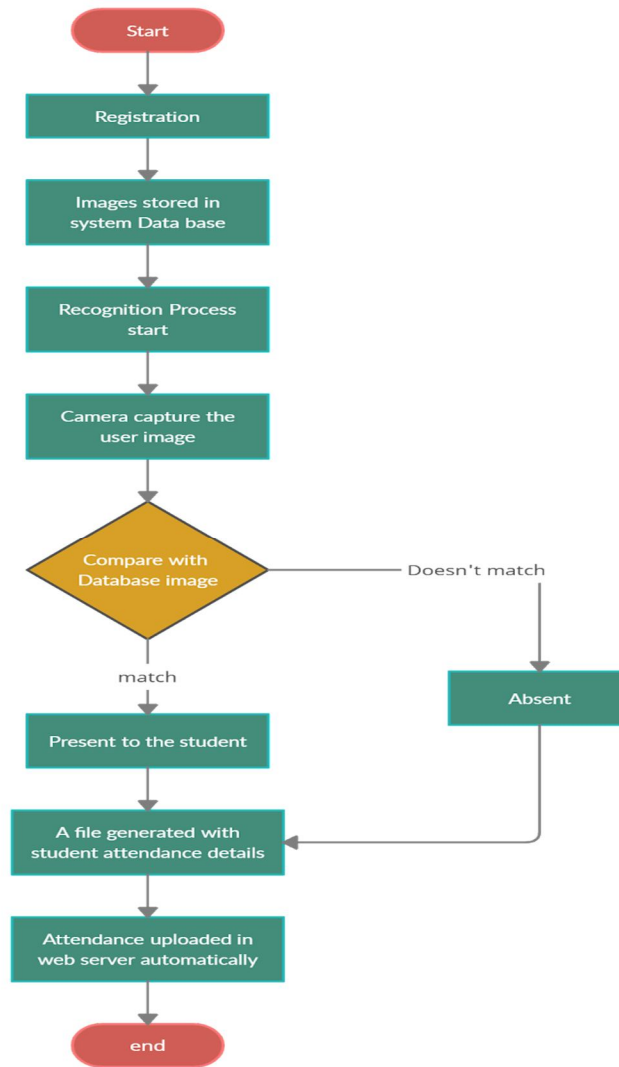 Start
Registration
Images stored in
system Data base
Recognition Process
start
Camera capture the
user image
Compare with
Database image
Doesn't match
match
Absent
Present to the student
A file generated with
student attendance details
Attendance uploaded in
web server automatically
end